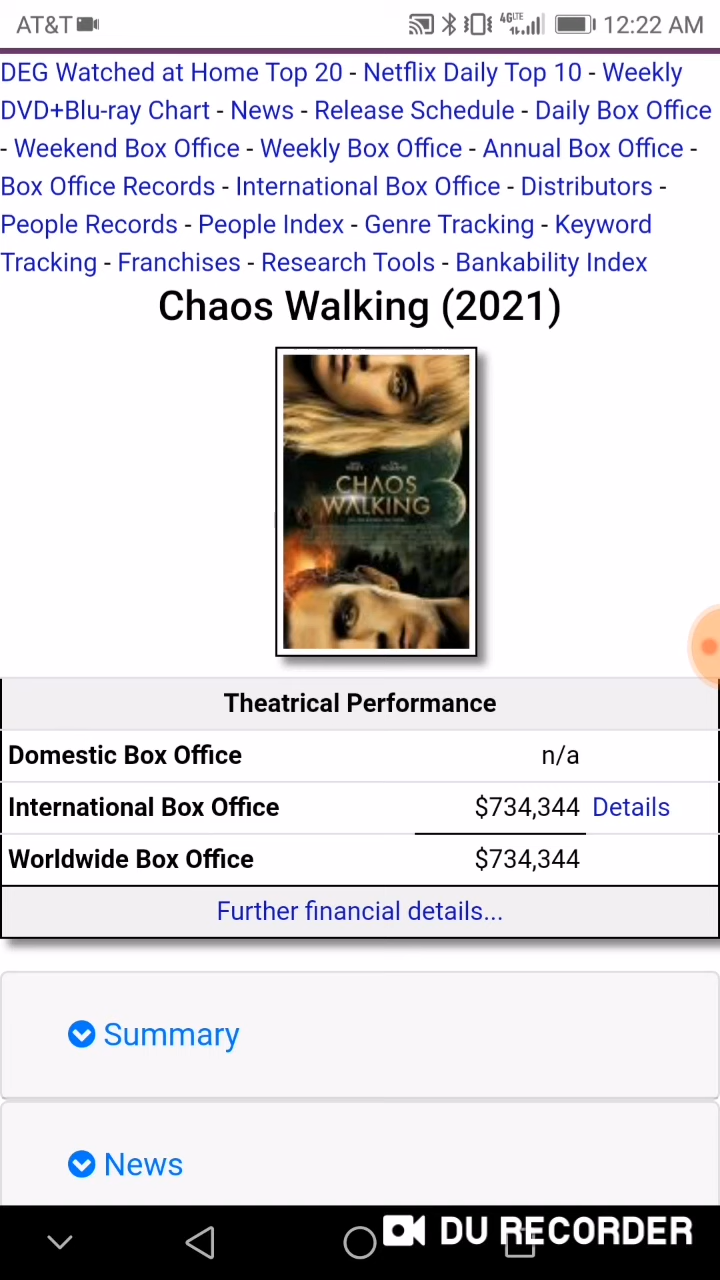 AT&T 4G LTE 12:22 AM
DEG Watched at Home Top 20 - Netflix Daily Top 10 - Weekly
DVD+Blu-ray Chart - News - Release Schedule - Daily Box Office
- Weekend Box Office - Weekly Box Office - Annual Box Office -
Box Office Records - International Box Office - Distributors -
People Records - People Index - Genre Tracking - Keyword
Tracking - Franchises - Research Tools - Bankability Index
Chaos Walking (2021)
CHAOS
WALKING
Theatrical Performance
Domestic Box Office n/a
International Box Office $734,344 Details
Worldwide Box Office $734,344
Further financial details...
Summary
News
DU RECORDER